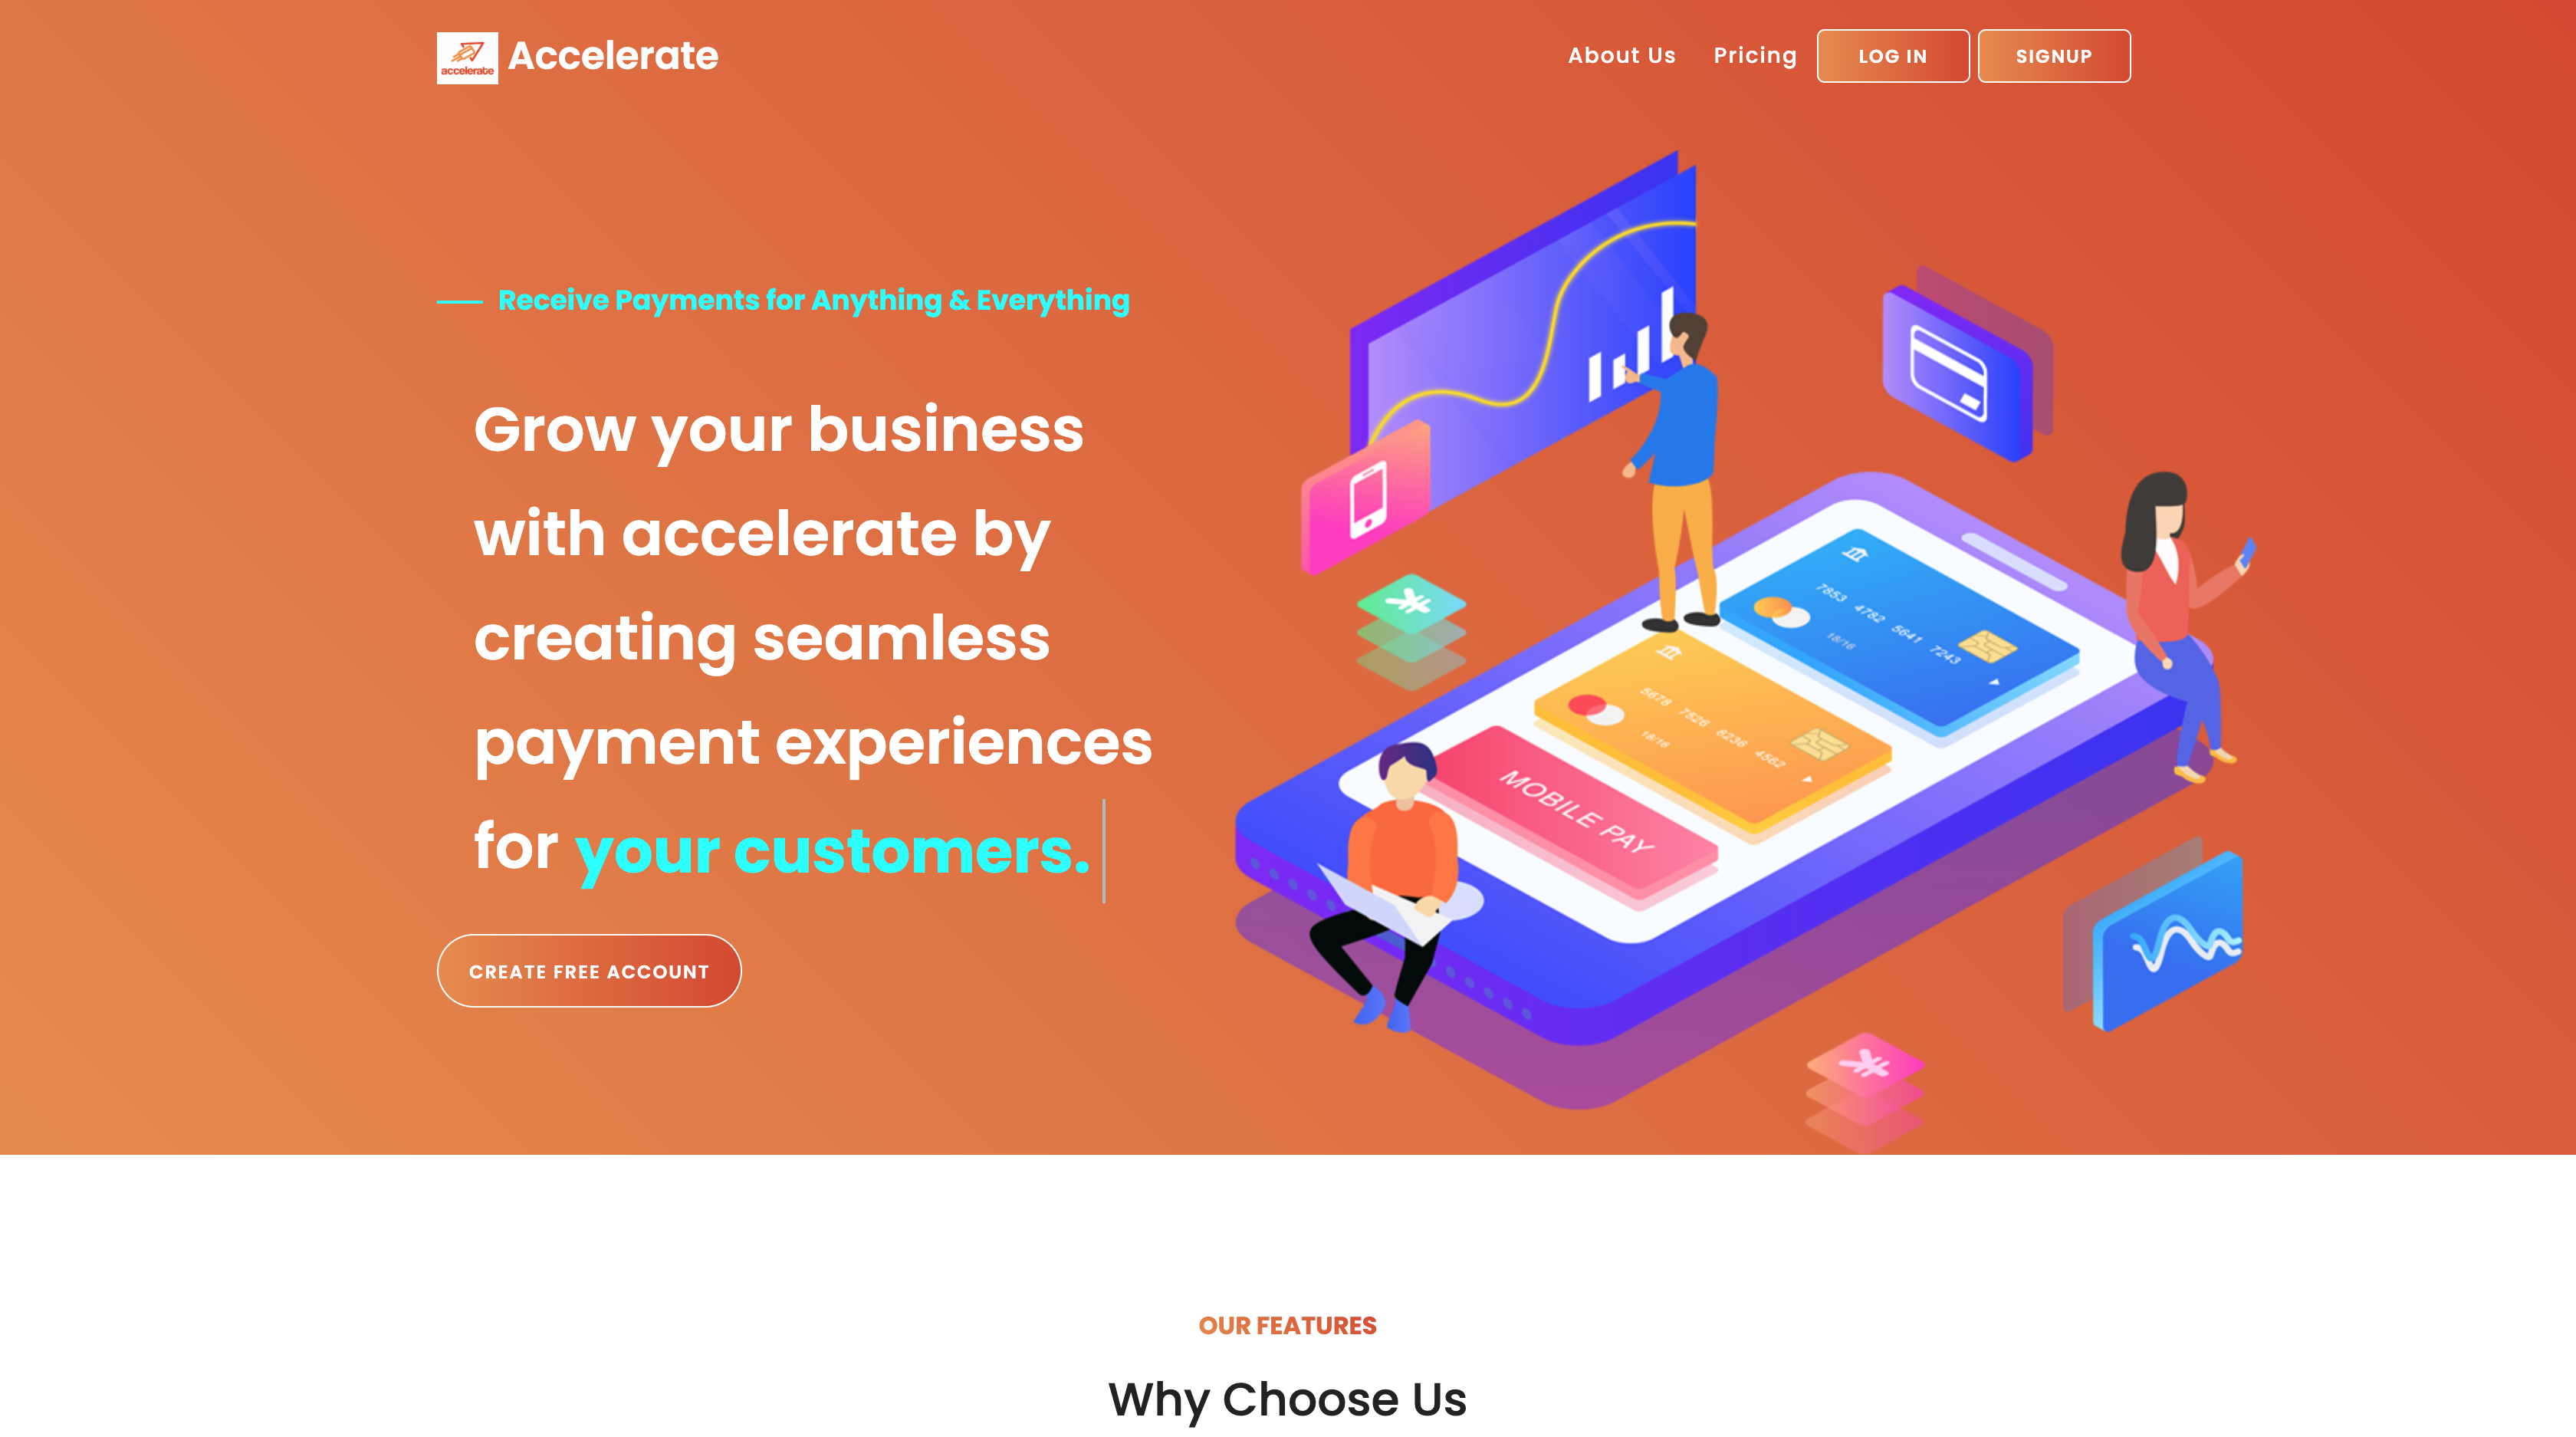 accelerate
Accelerate
About Us
Pricing
LOG IN
SIGNUP
Receive Payments for Anything & Everything
Grow your business
with accelerate by
creating seamless
payment experiences
for your customers.
CREATE FREE ACCOUNT
7853 4782 5641 7243
18/16
5678 7526 8236 4562
16/16
MOBILE PAY
OUR FEATURES
Why Choose Us